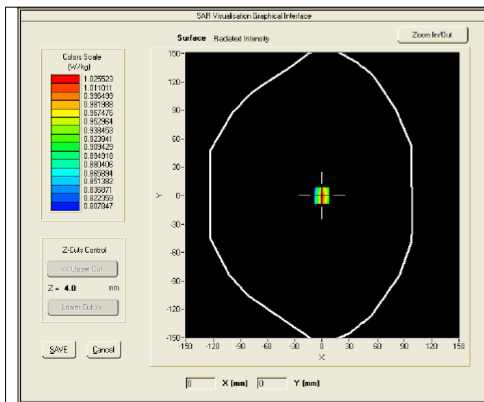 SAR Visualisation Graphical Interface
Surface Radiated Intensity
Zoom In/Out
Colors Scale
(W/kg)
1.025523
1.011011
0.996499
0.981988
0.967476
0.952964
0.938453
0.923941
0.909429
0.894918
0.880406
0.865894
0.851382
0.836871
0.822359
0.807847
Z-Cuts Control
<< Upper Cut
Z = 4.0 mm
Lower Cut >>
SAVE
Cancel
150-
120-
90-
60-
30-
0-
-30-
-60-
-90-
-120-
-150-
Y
-150 -120 -90 -60 -30 0 30 60 90 120 150
X
0 X (mm) 0 Y (mm)